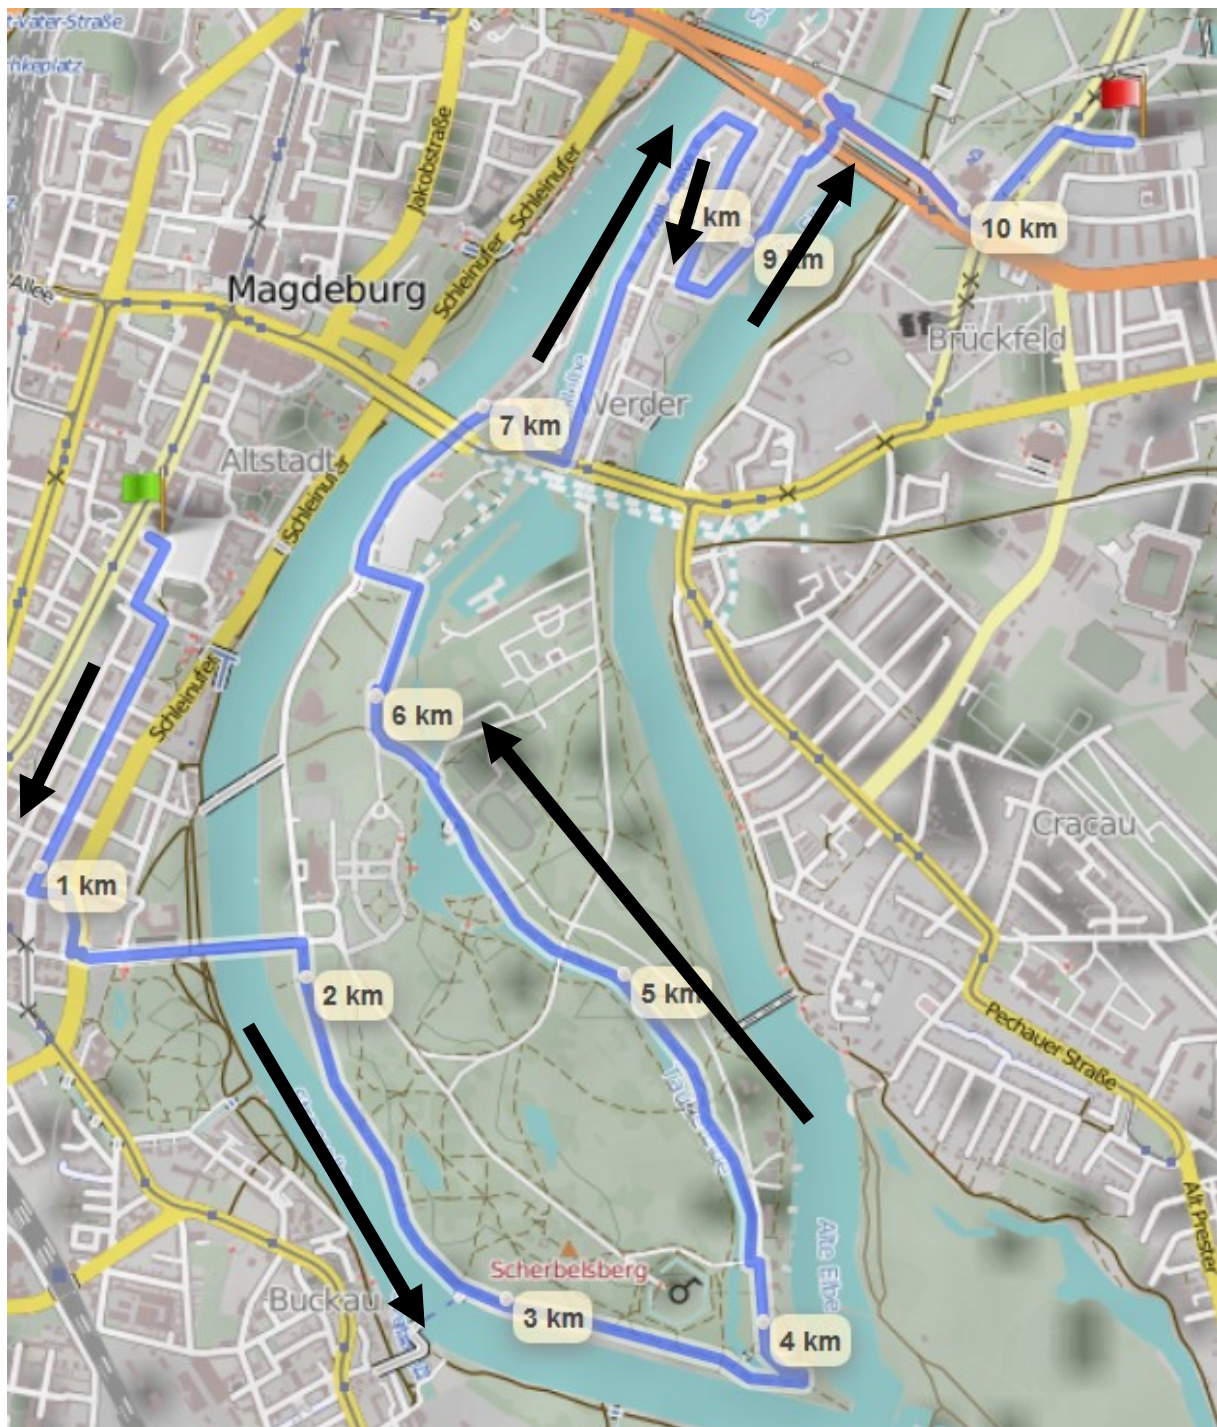 t-Vater-Straße
hkeplatz
Jakobstraße
Schleinufer
Schleinufer
Allee
Magdeburg
km
10 km
9 km
Brückfeld
7 km
Werder
Altstadt
Schleinufer
Schleinufer
6 km
Cracau
1 km
2 km
5 km
Pechauer Straße
Alt Prester
Alte Elbe
Scherbelsberg
Buckau
3 km
4 km